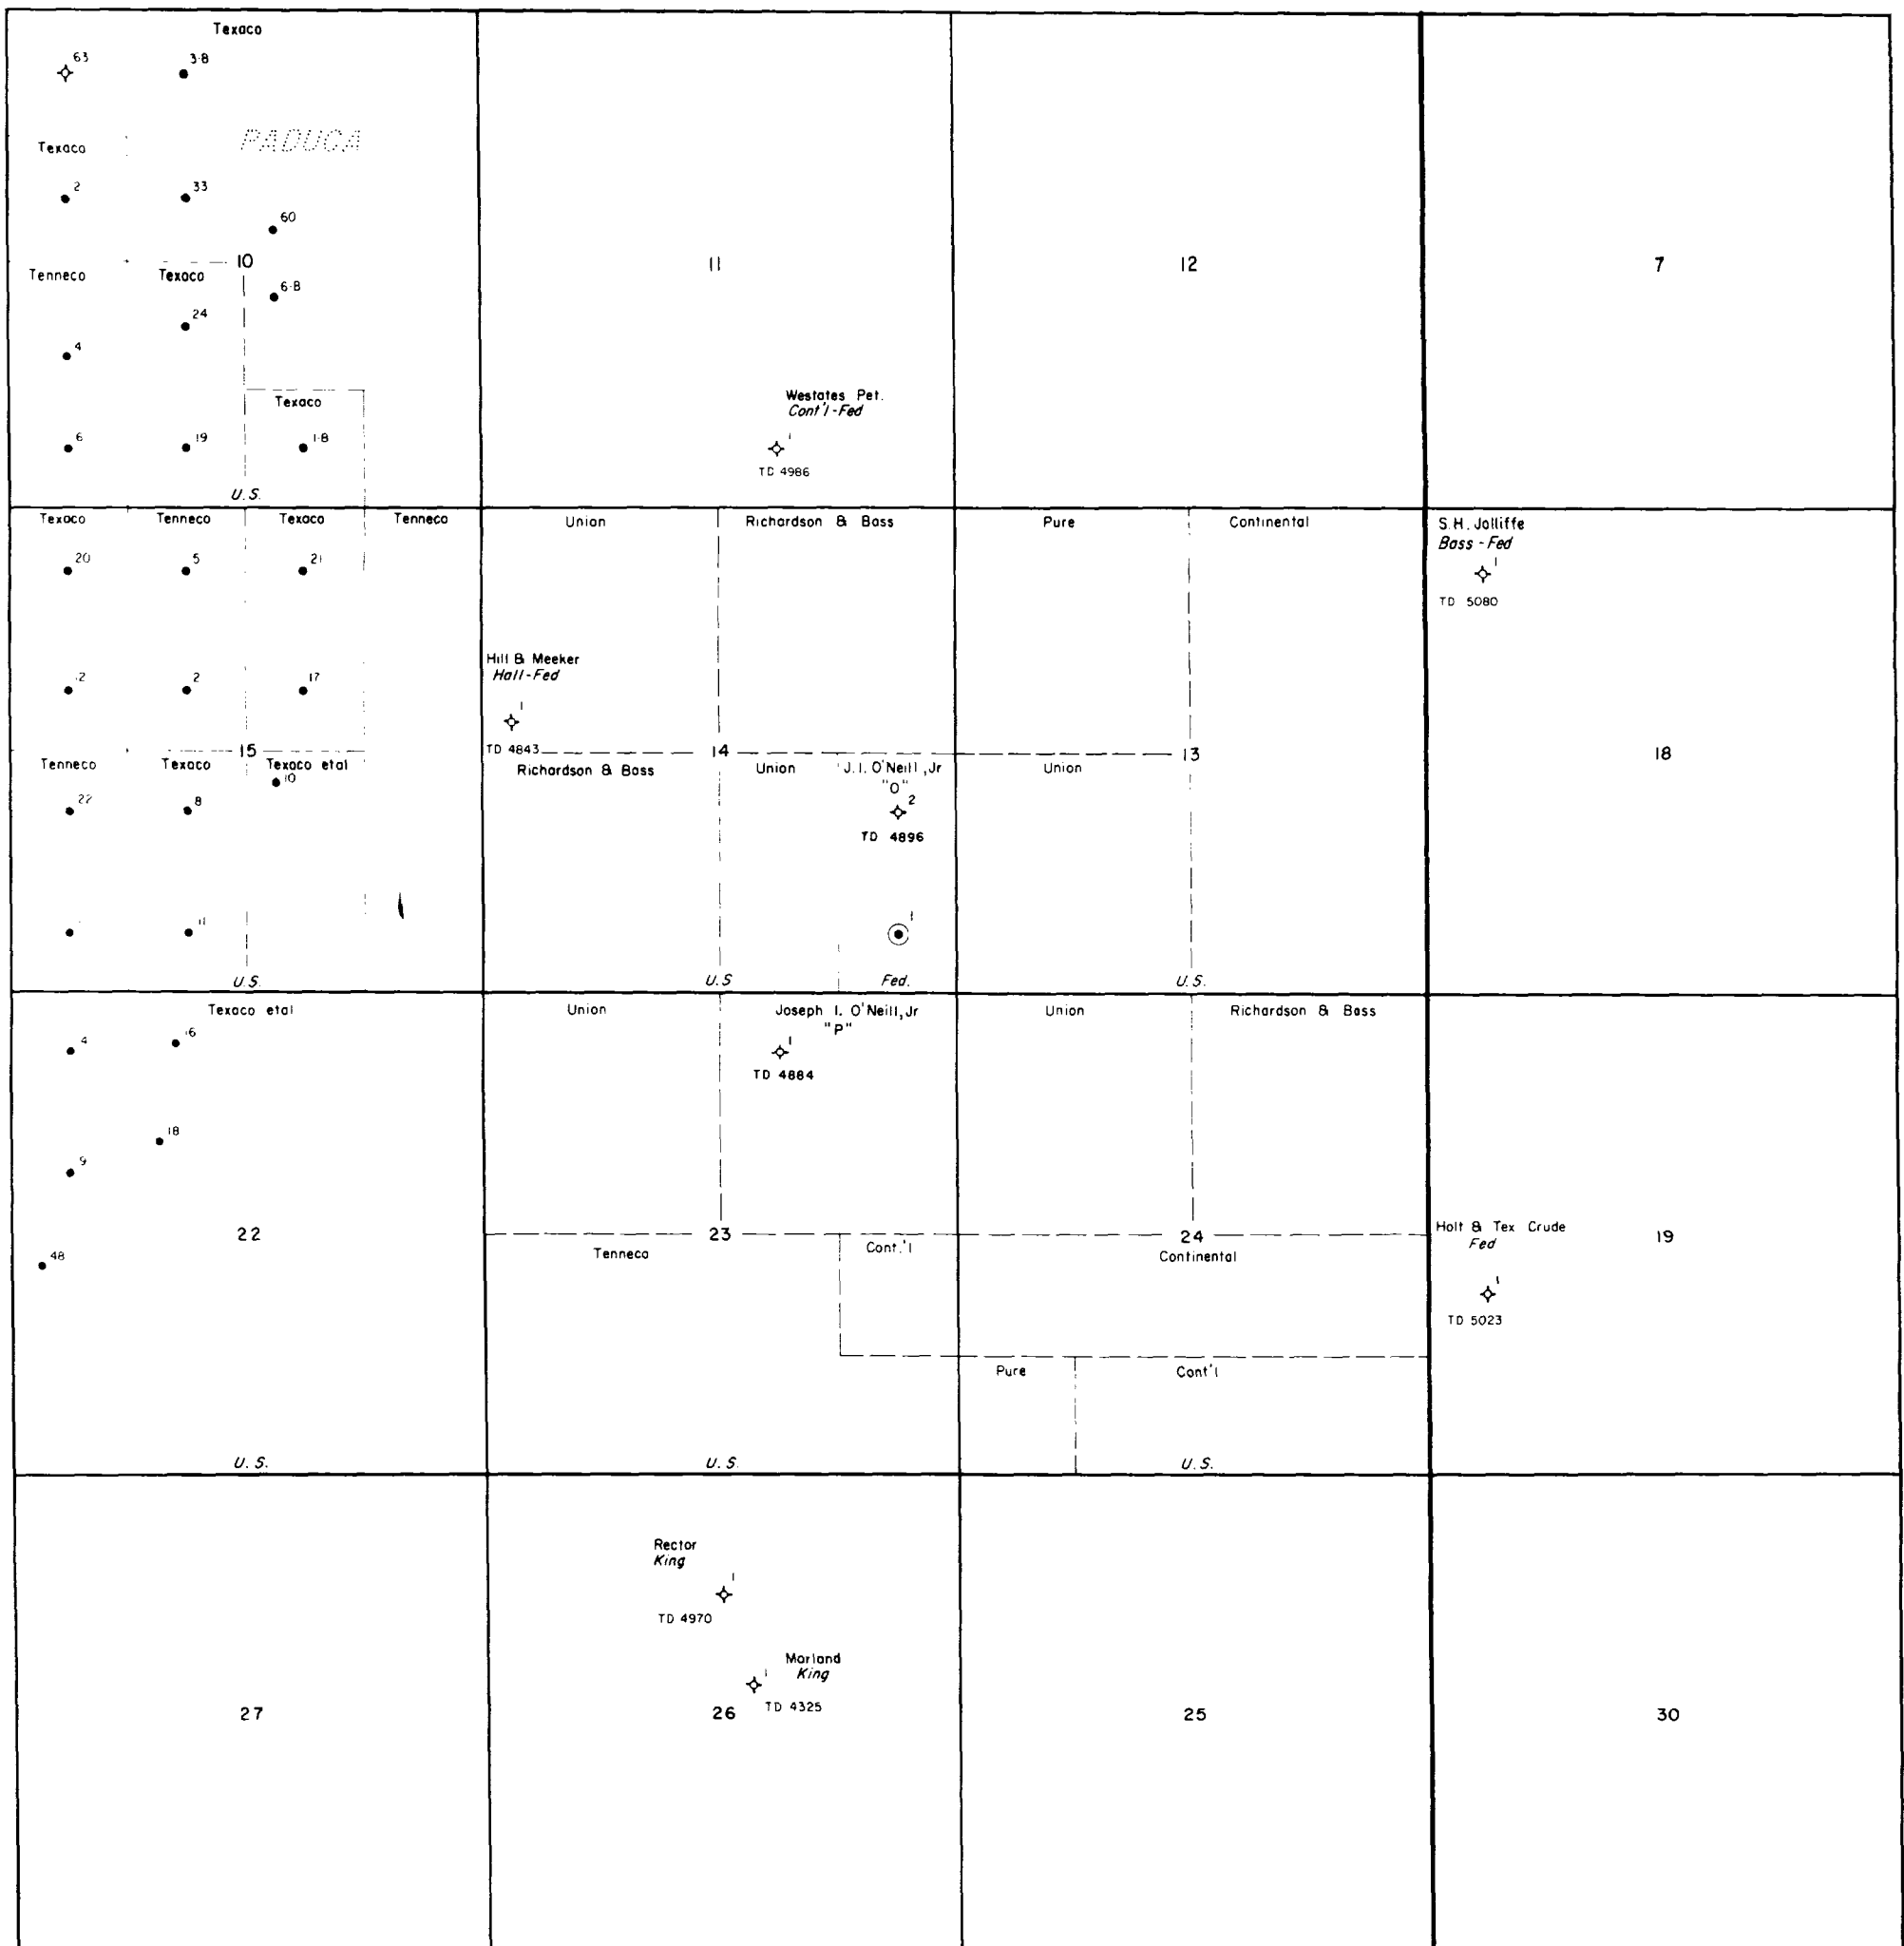 Texaco
63
3-8
PADUCA
Texaco
2
33
60
10
Tenneco
Texaco
6-8
24
4
Texaco
6
19
1-8
U.S.
11
Westates Pet.
Cont'l-Fed
1
TD 4986
12
7
Texaco
Tenneco
Texaco
Tenneco
20
5
21
12
2
17
15
Tenneco
Texaco
Texaco etal
10
22
8
11
U.S.
Union
Richardson & Bass
Hill & Meeker
Hall-Fed
1
TD 4843
14
Richardson & Bass
Union
J.I. O'Neill, Jr
"O"
2
TD 4896
1
U.S
Fed.
Pure
Continental
13
Union
U.S.
S.H. Jolliffe
Bass-Fed
1
TD 5080
18
Texaco etal
4
16
18
9
22
48
U.S.
Union
Joseph I. O'Neill, Jr
"P"
1
TD 4884
23
Tenneco
Cont.'l
U.S.
Union
Richardson & Bass
24
Continental
Pure
Cont'l
U.S.
Holt & Tex Crude
Fed
19
1
TD 5023
27
Rector
King
1
TD 4970
Marland
King
1
TD 4325
26
25
30